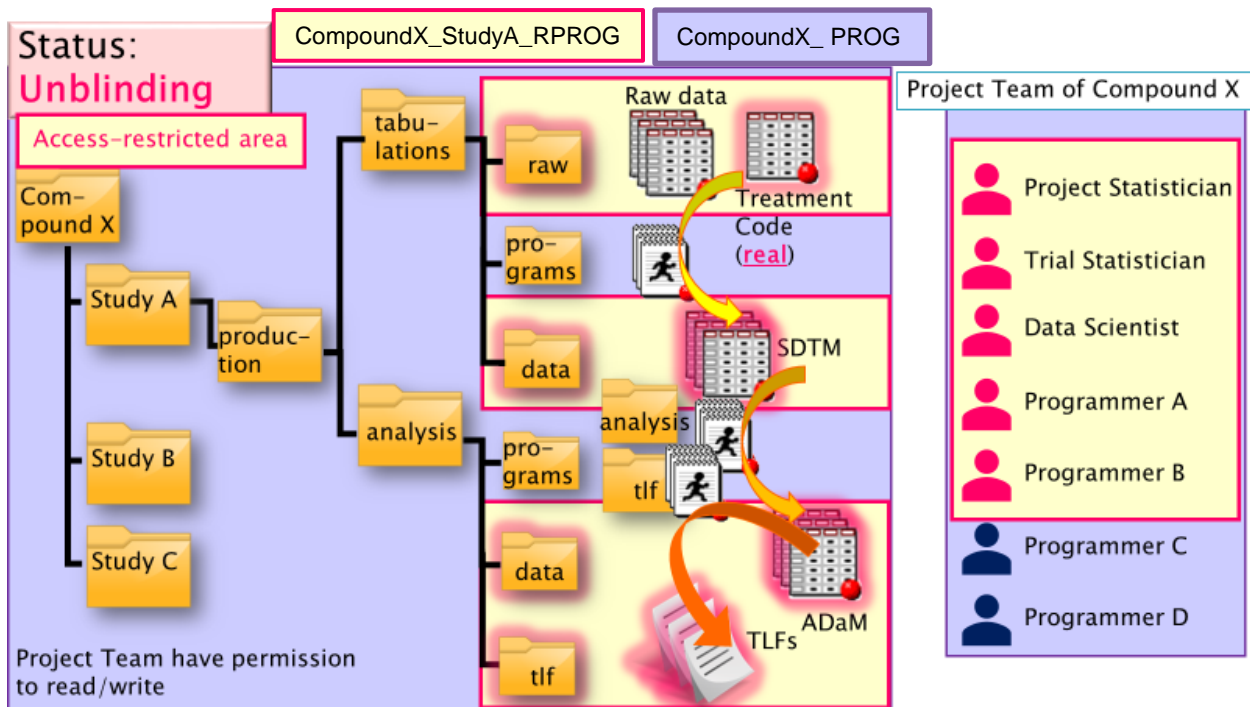 Status:
Unblinding
Access-restricted area
CompoundX_StudyA_RPROG
CompoundX_ PROG
Com-
pound X
Study A
Study B
Study C
produc-
tion
tabu-
lations
analysis
raw
pro-
grams
data
pro-
grams
data
tlf
Raw data
Treatment
Code
(real)
SDTM
analysis
tlf
ADaM
TLFs
Project Team have permission
to read/write
Project Team of Compound X
Project Statistician
Trial Statistician
Data Scientist
Programmer A
Programmer B
Programmer C
Programmer D